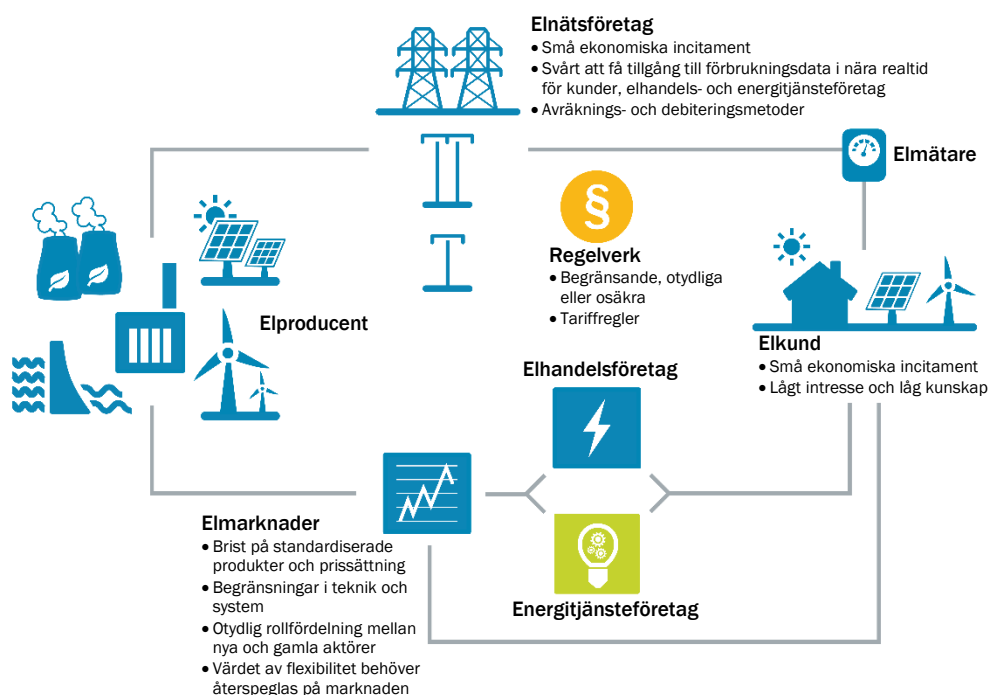 Elnätsföretag
• Små ekonomiska incitament
• Svårt att få tillgång till förbrukningsdata i nära realtid
för kunder, elhandels- och energitjänsteföretag
• Avräknings- och debiteringsmetoder
Elmätare
§
Regelverk
• Begränsande, otydliga
eller osäkra
• Tariffregler
Elproducent
Elkund
• Små ekonomiska incitament
• Lågt intresse och låg kunskap
Elhandelsföretag
Elmarknader
• Brist på standardiserade
produkter och prissättning
• Begränsningar i teknik och
system
• Otydlig rollfördelning mellan
nya och gamla aktörer
• Värdet av flexibilitet behöver
återspeglas på marknaden
Energitjänsteföretag